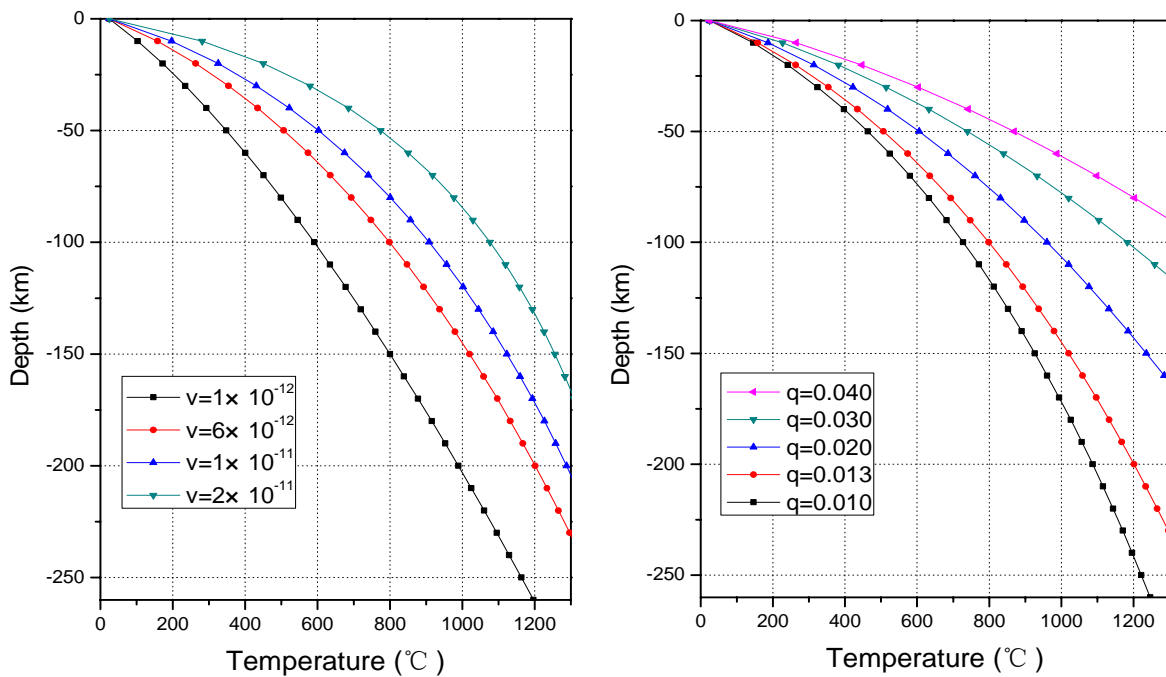 0
-50
-100
-150
-200
-250
Depth (km)
v=1× 10⁻¹²
v=6× 10⁻¹²
v=1× 10⁻¹¹
v=2× 10⁻¹¹
0 200 400 600 800 1000 1200
Temperature (℃)
0
-50
-100
-150
-200
-250
Depth (km)
q=0.040
q=0.030
q=0.020
q=0.013
q=0.010
0 200 400 600 800 1000 1200
Temperature (℃)